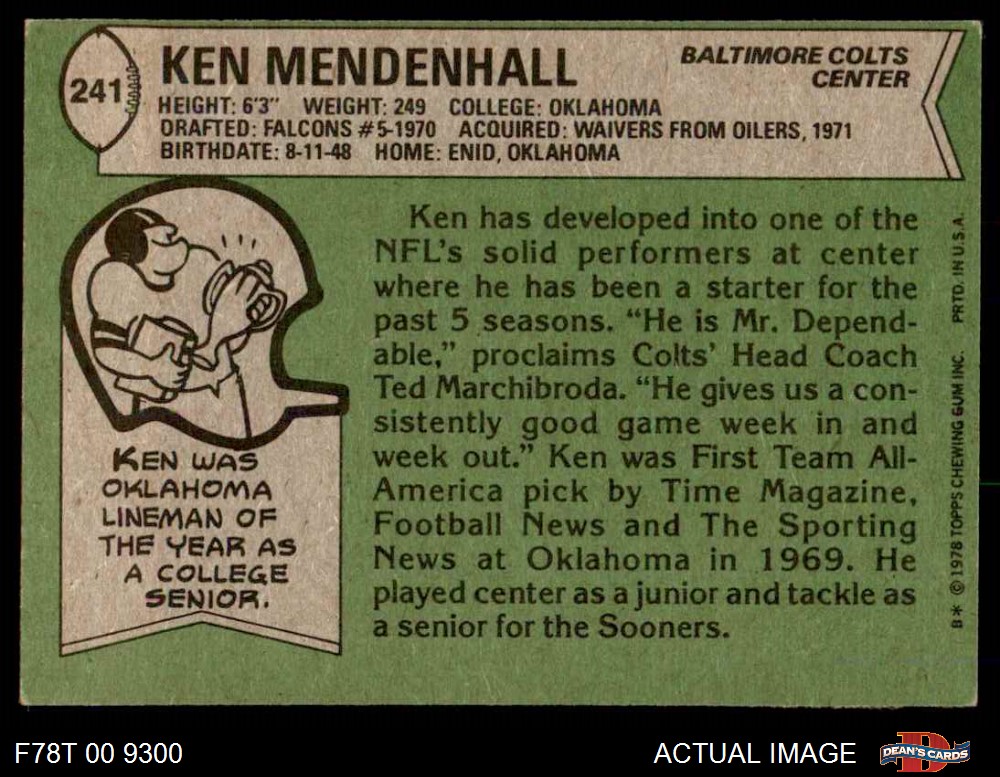 241
KEN MENDENHALL
BALTIMORE COLTS
CENTER
HEIGHT: 6'3" WEIGHT: 249 COLLEGE: OKLAHOMA
DRAFTED: FALCONS #5-1970 ACQUIRED: WAIVERS FROM OILERS, 1971
BIRTHDATE: 8-11-48 HOME: ENID, OKLAHOMA
KEN WAS
OKLAHOMA
LINEMAN OF
THE YEAR AS
A COLLEGE
SENIOR.
Ken has developed into one of the
NFL's solid performers at center
where he has been a starter for the
past 5 seasons. "He is Mr. Depend-
able," proclaims Colts' Head Coach
Ted Marchibroda. "He gives us a con-
sistently good game week in and
week out." Ken was First Team All-
America pick by Time Magazine,
Football News and The Sporting
News at Oklahoma in 1969. He
played center as a junior and tackle as
a senior for the Sooners.
B* © 1978 TOPPS CHEWING GUM INC. PRTD. IN U.S.A.
F78T 00 9300
ACTUAL IMAGE
D
DEAN'S CARDS